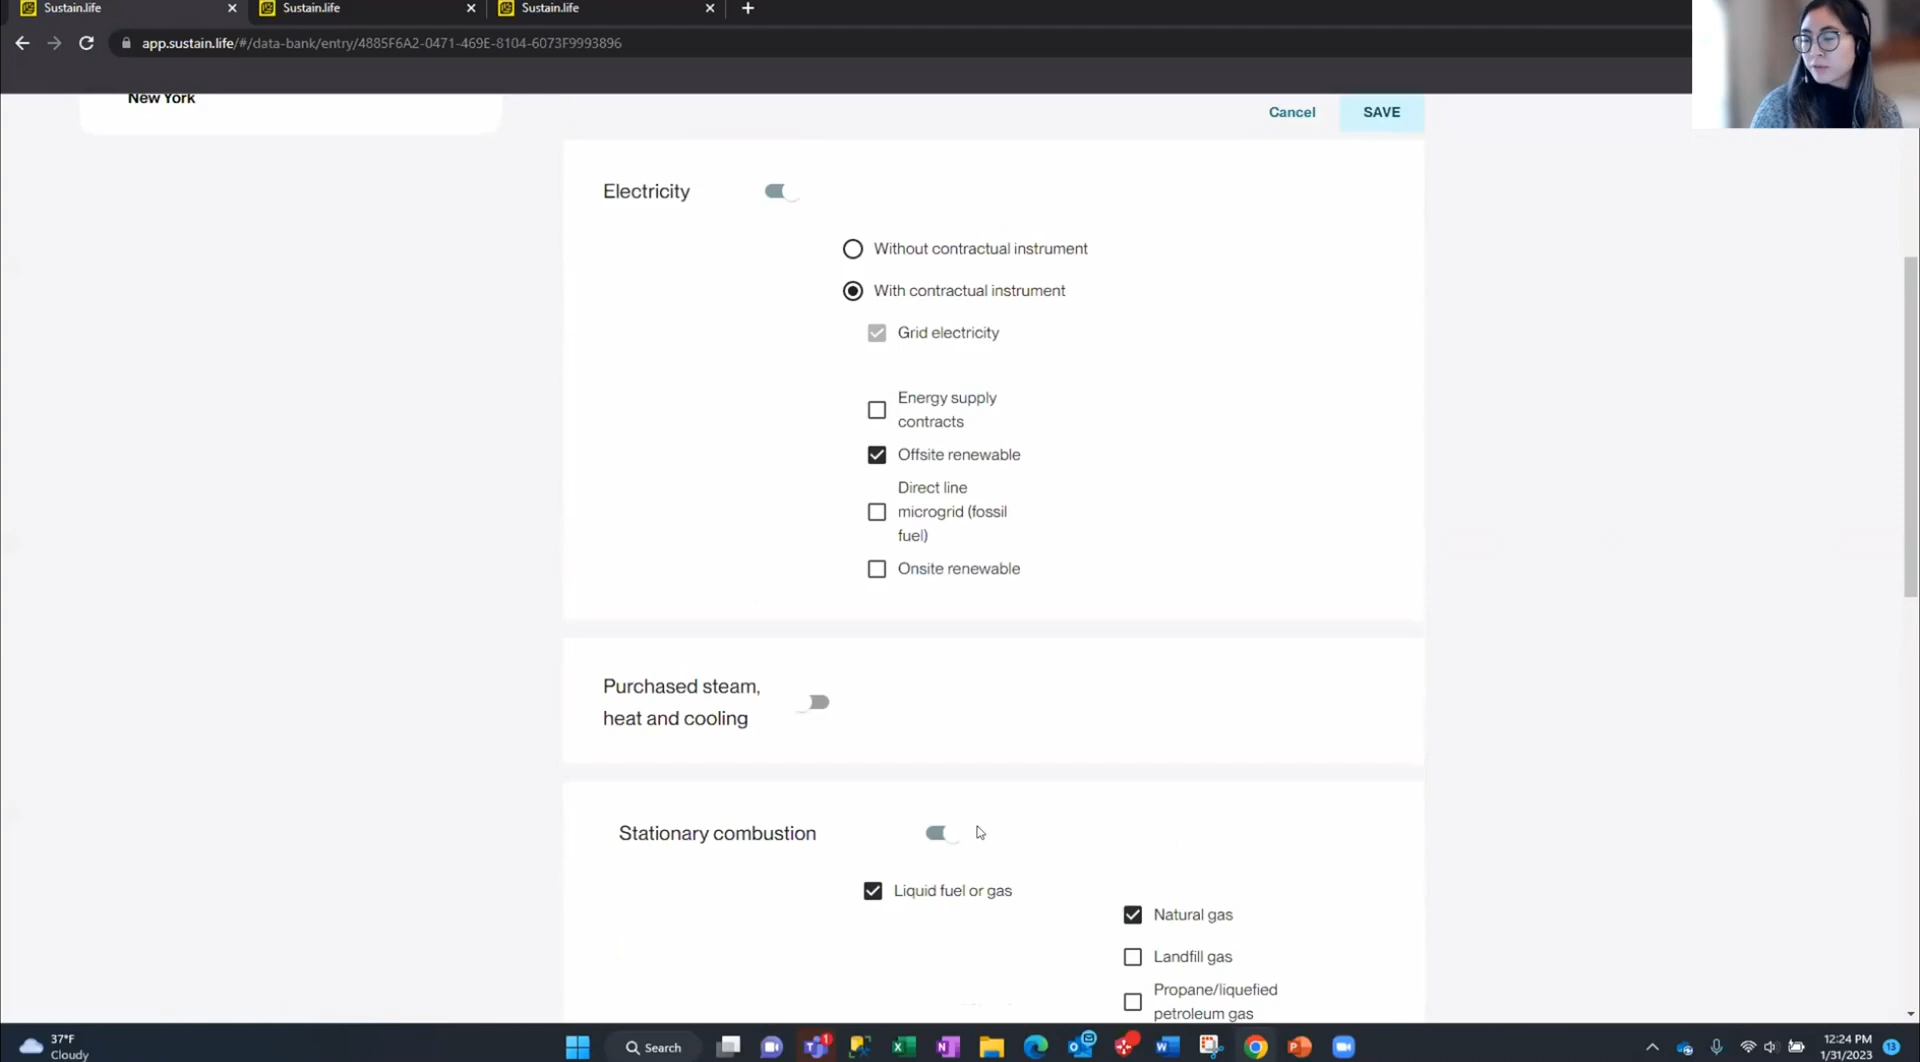 Sustain.life
Sustain.life
Sustain.life
app.sustain.life/#/data-bank/entry/4885F6A2-0471-469E-8104-6073F9993896
New York
Cancel
SAVE
Electricity
Without contractual instrument
With contractual instrument
Grid electricity
Energy supply
contracts
Offsite renewable
Direct line
microgrid (fossil
fuel)
Onsite renewable
Purchased steam,
heat and cooling
Stationary combustion
Liquid fuel or gas
Natural gas
Landfill gas
Propane/liquefied
petroleum gas
37°F
Cloudy
Search
1
12:24 PM
1/31/2023
13